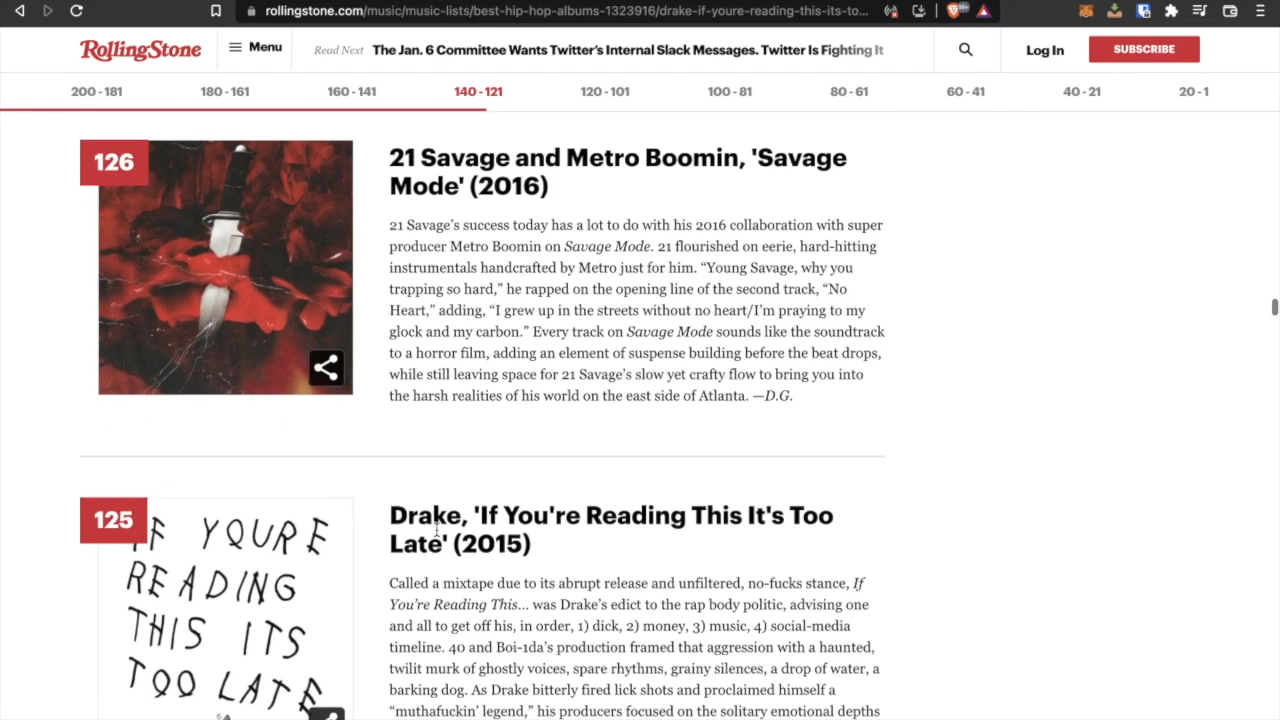 rollingstone.com/music/music-lists/best-hip-hop-albums-1323916/drake-if-youre-reading-this-its-to...
99+
RollingStone
Menu
Read Next The Jan. 6 Committee Wants Twitter's Internal Slack Messages. Twitter Is Fighting It
Log In
SUBSCRIBE
200 - 181 180 - 161 160 - 141 140 - 121 120 - 101 100 - 81 80 - 61 60 - 41 40 - 21 20 - 1
126
21 Savage and Metro Boomin, 'Savage
Mode' (2016)
21 Savage’s success today has a lot to do with his 2016 collaboration with super
producer Metro Boomin on Savage Mode. 21 flourished on eerie, hard-hitting
instrumentals handcrafted by Metro just for him. “Young Savage, why you
trapping so hard,” he rapped on the opening line of the second track, “No
Heart,” adding, “I grew up in the streets without no heart/I’m praying to my
glock and my carbon.” Every track on Savage Mode sounds like the soundtrack
to a horror film, adding an element of suspense building before the beat drops,
while still leaving space for 21 Savage’s slow yet crafty flow to bring you into
the harsh realities of his world on the east side of Atlanta. —D.G.
125
IF YOURE
READING
THIS ITS
TOO LATE
Drake, 'If You're Reading This It's Too
Late' (2015)
Called a mixtape due to its abrupt release and unfiltered, no-fucks stance, If
You’re Reading This... was Drake’s edict to the rap body politic, advising one
and all to get off his, in order, 1) dick, 2) money, 3) music, 4) social-media
timeline. 40 and Boi-1da’s production framed that aggression with a haunted,
twilit murk of ghostly voices, spare rhythms, grainy silences, a drop of water, a
barking dog. As Drake bitterly fired lick shots and proclaimed himself a
“muthafuckin’ legend,” his producers focused on the solitary emotional depths